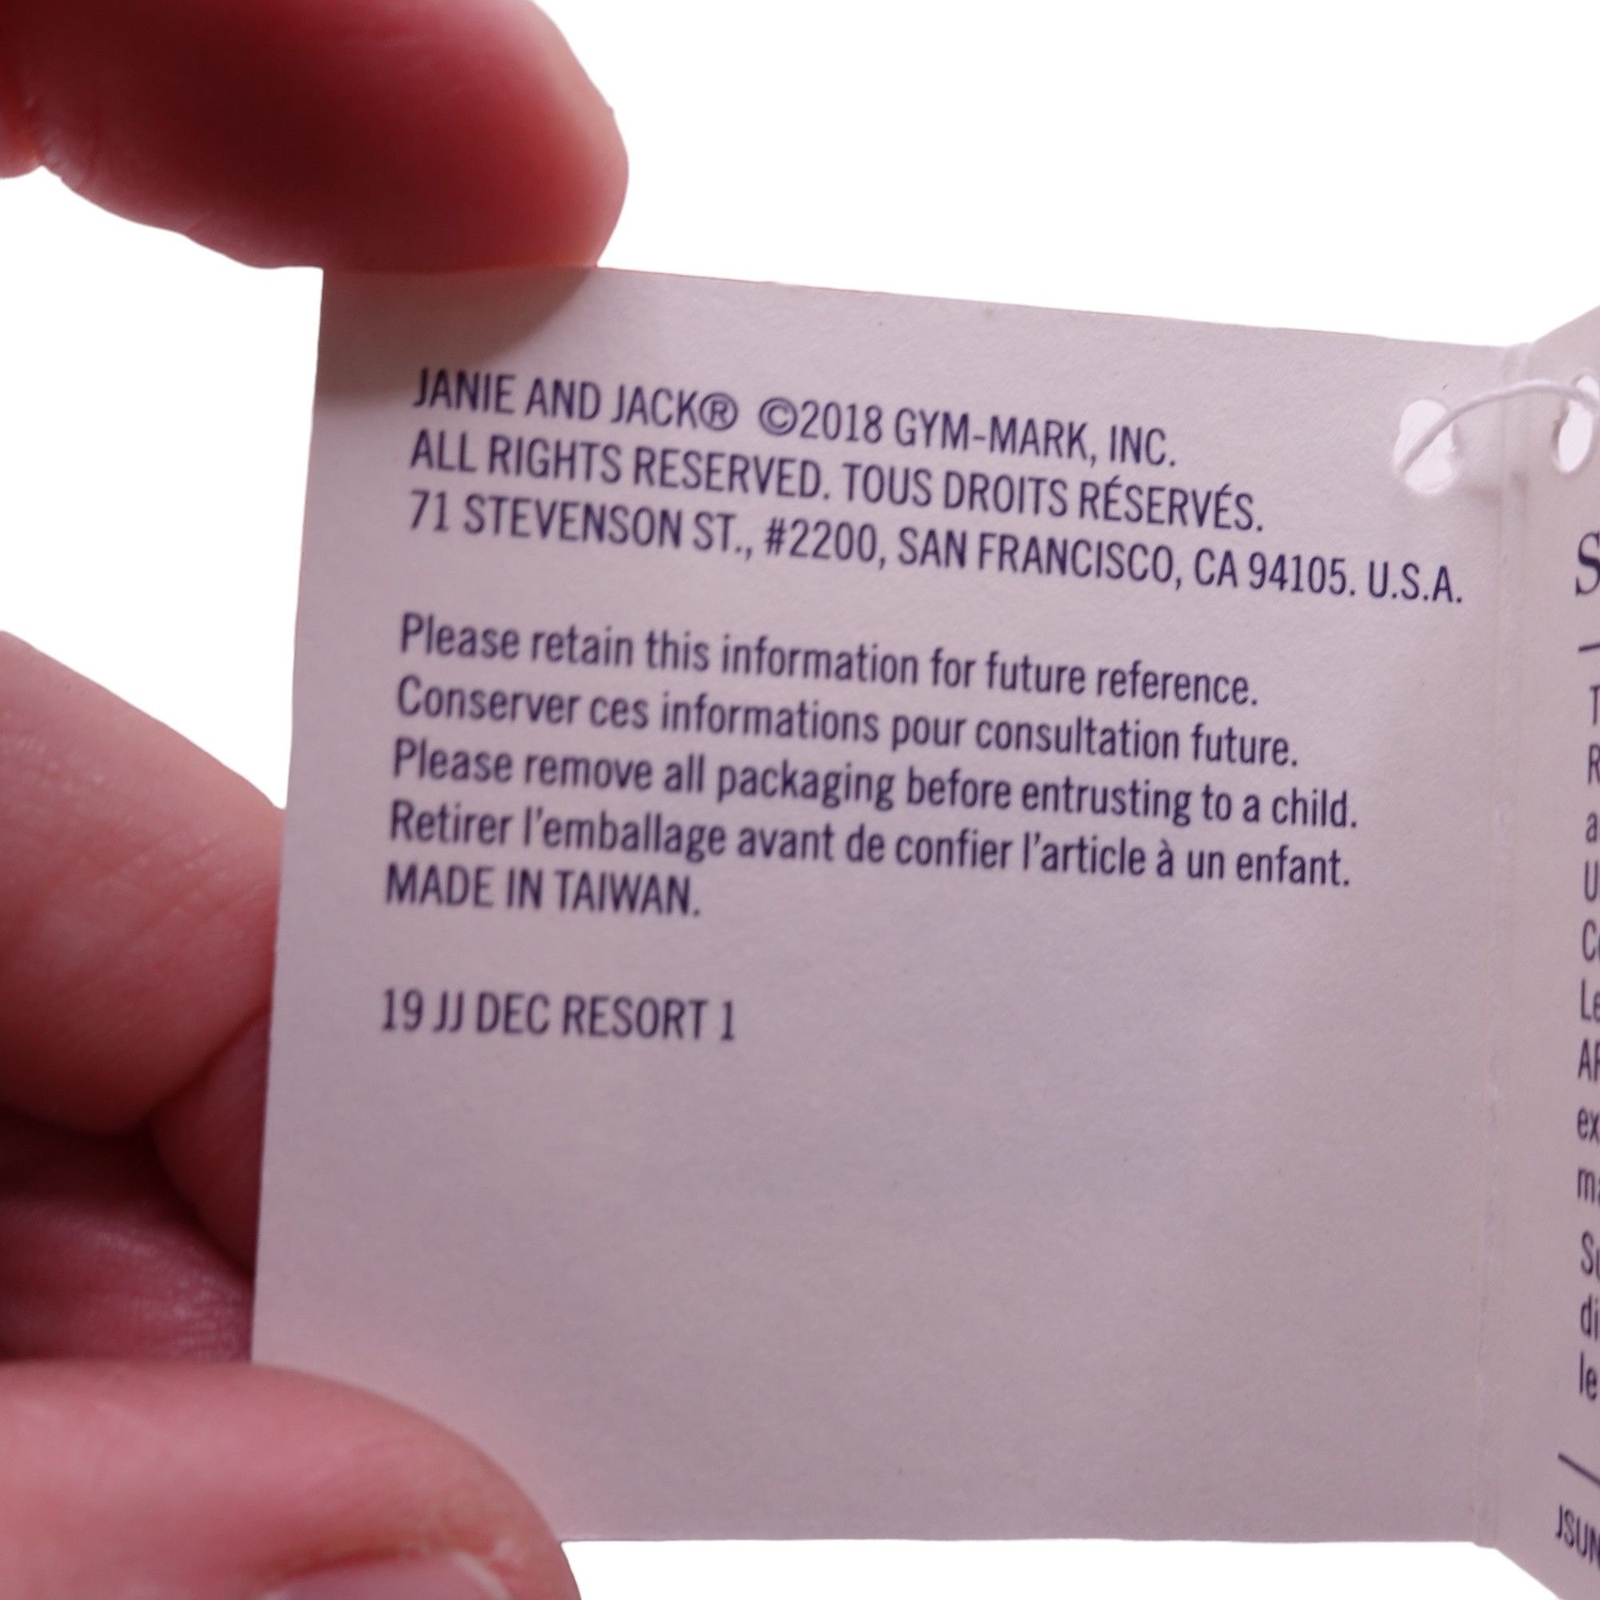 JANIE AND JACK® ©2018 GYM-MARK, INC.
ALL RIGHTS RESERVED. TOUS DROITS RÉSERVÉS.
71 STEVENSON ST., #2200, SAN FRANCISCO, CA 94105. U.S.A.
Please retain this information for future reference.
Conserver ces informations pour consultation future.
Please remove all packaging before entrusting to a child.
Retirer l'emballage avant de confier l'article à un enfant.
MADE IN TAIWAN.
19 JJ DEC RESORT 1